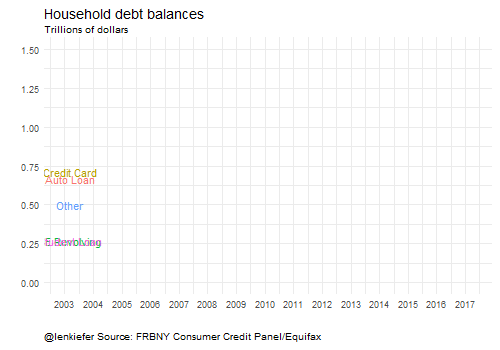 Household debt balances
Trillions of dollars
1.50
1.25
1.00
0.75
Credit Card
Auto Loan
0.50
Other
0.25
E Revolving
0.00
2003 2004 2005 2006 2007 2008 2009 2010 2011 2012 2013 2014 2015 2016 2017
@lenkiefer Source: FRBNY Consumer Credit Panel/Equifax